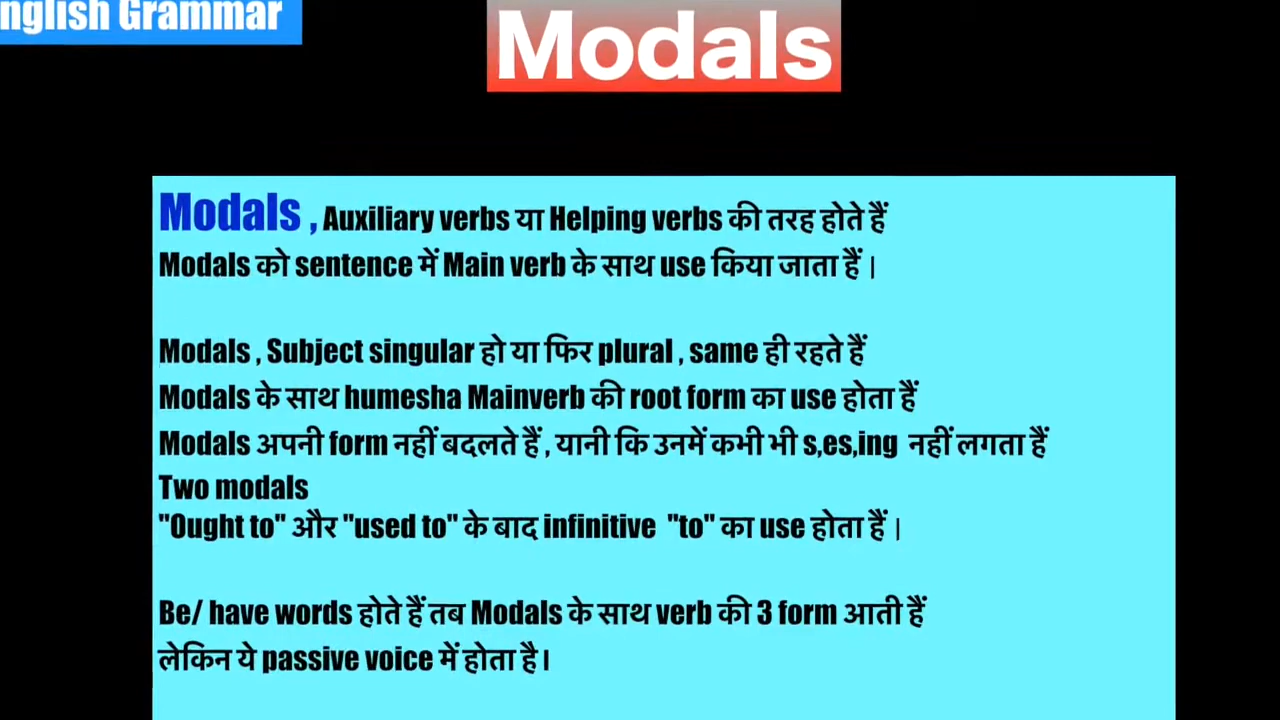 nglish Grammar
Modals
Modals , Auxiliary verbs या Helping verbs की तरह होते हैं
Modals को sentence में Main verb के साथ use किया जाता हैं |
Modals , Subject singular हो या फिर plural , same ही रहते हैं
Modals के साथ humesha Mainverb की root form का use होता हैं
Modals अपनी form नहीं बदलते हैं , यानी कि उनमें कभी भी s,es,ing नहीं लगता हैं
Two modals
"Ought to" और "used to" के बाद infinitive "to" का use होता हैं |
Be/ have words होते हैं तब Modals के साथ verb की 3 form आती हैं
लेकिन ये passive voice में होता है।